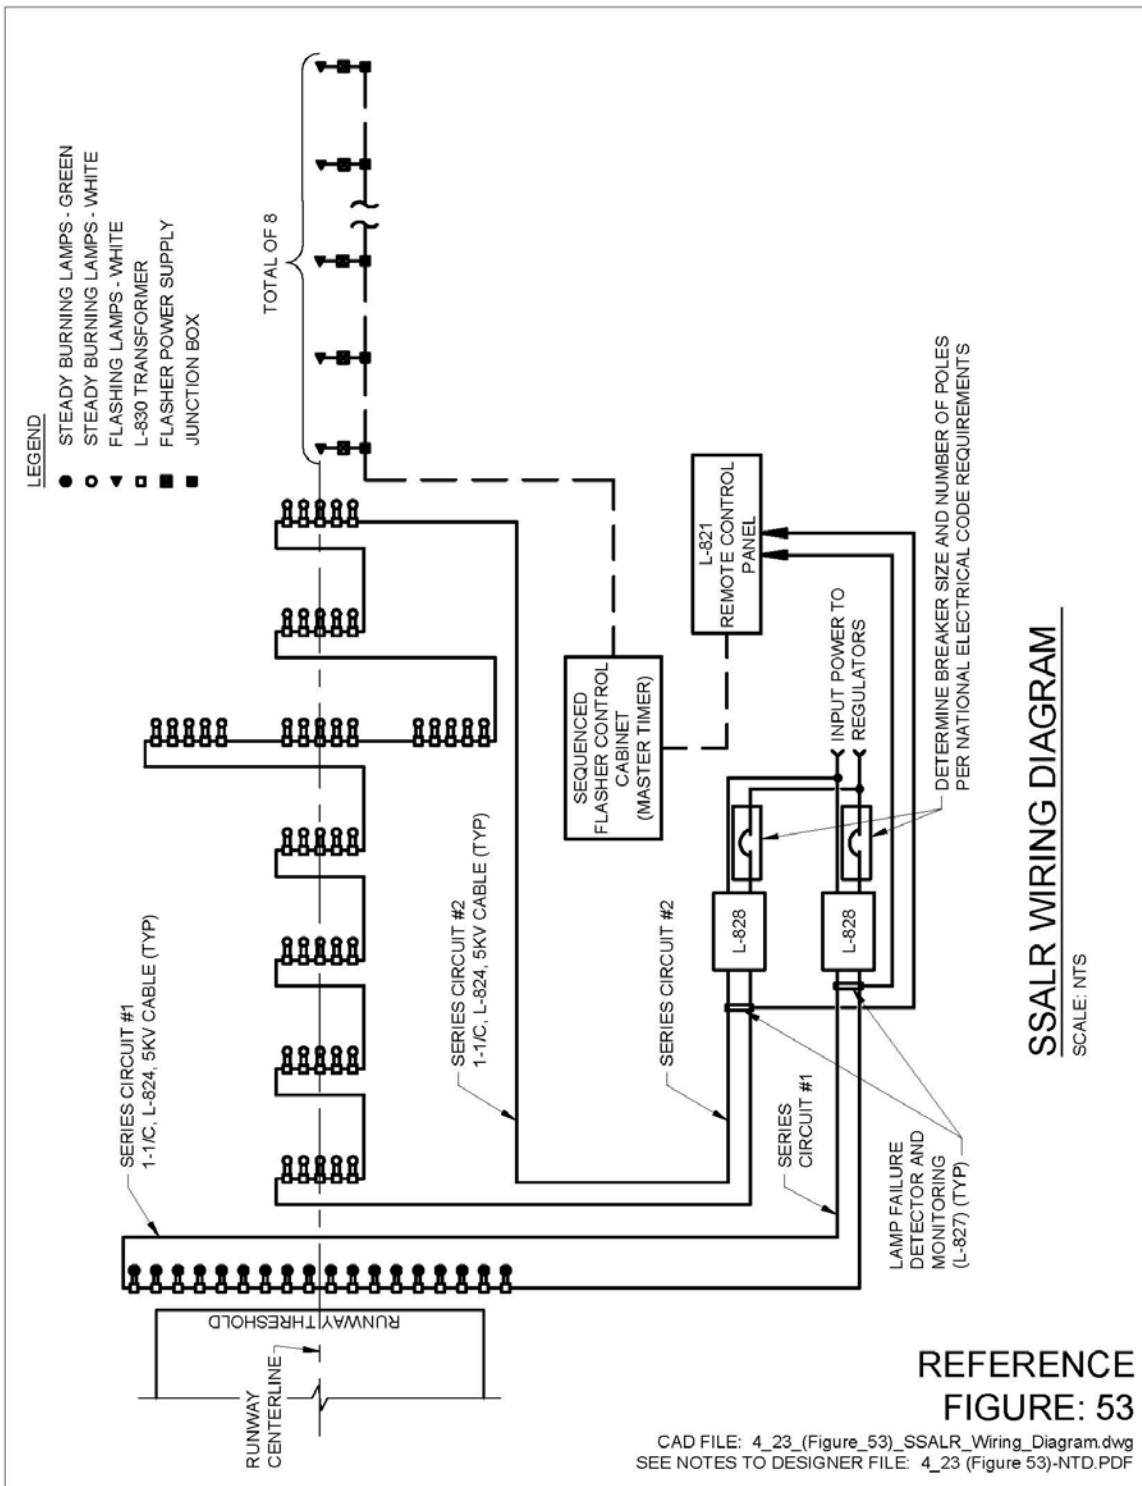 LEGEND
STEADY BURNING LAMPS - GREEN
STEADY BURNING LAMPS - WHITE
FLASHING LAMPS - WHITE
L-830 TRANSFORMER
FLASHER POWER SUPPLY
JUNCTION BOX
TOTAL OF 8
SERIES CIRCUIT #1
1-1/C, L-824, 5KV CABLE (TYP)
SERIES CIRCUIT #2
1-1/C, L-824, 5KV CABLE (TYP)
SEQUENCED
FLASHER CONTROL
CABINET
(MASTER TIMER)
L-821
REMOTE CONTROL
PANEL
SERIES CIRCUIT #2
L-828
L-828
INPUT POWER TO
REGULATORS
DETERMINE BREAKER SIZE AND NUMBER OF POLES
PER NATIONAL ELECTRICAL CODE REQUIREMENTS
SERIES
CIRCUIT #1
LAMP FAILURE
DETECTOR AND
MONITORING
(L-827) (TYP)
RUNWAY THRESHOLD
RUNWAY
CENTERLINE
SSALR WIRING DIAGRAM
SCALE: NTS
REFERENCE
FIGURE: 53
CAD FILE: 4_23_(Figure_53)_SSALR_Wiring_Diagram.dwg
SEE NOTES TO DESIGNER FILE: 4_23 (Figure 53)-NTD.PDF